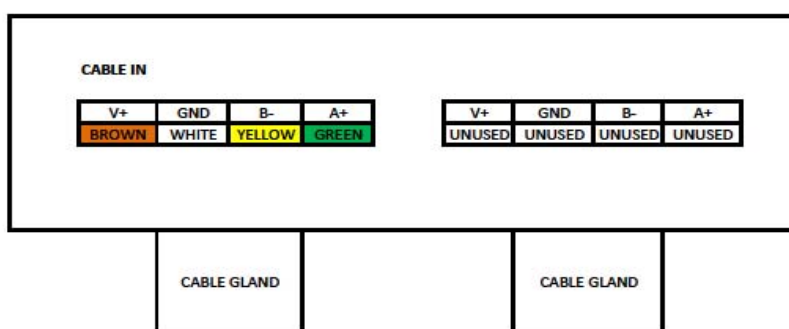 CABLE IN
V+ GND B- A+ V+ GND B- A+
BROWN WHITE YELLOW GREEN UNUSED UNUSED UNUSED UNUSED
CABLE GLAND CABLE GLAND